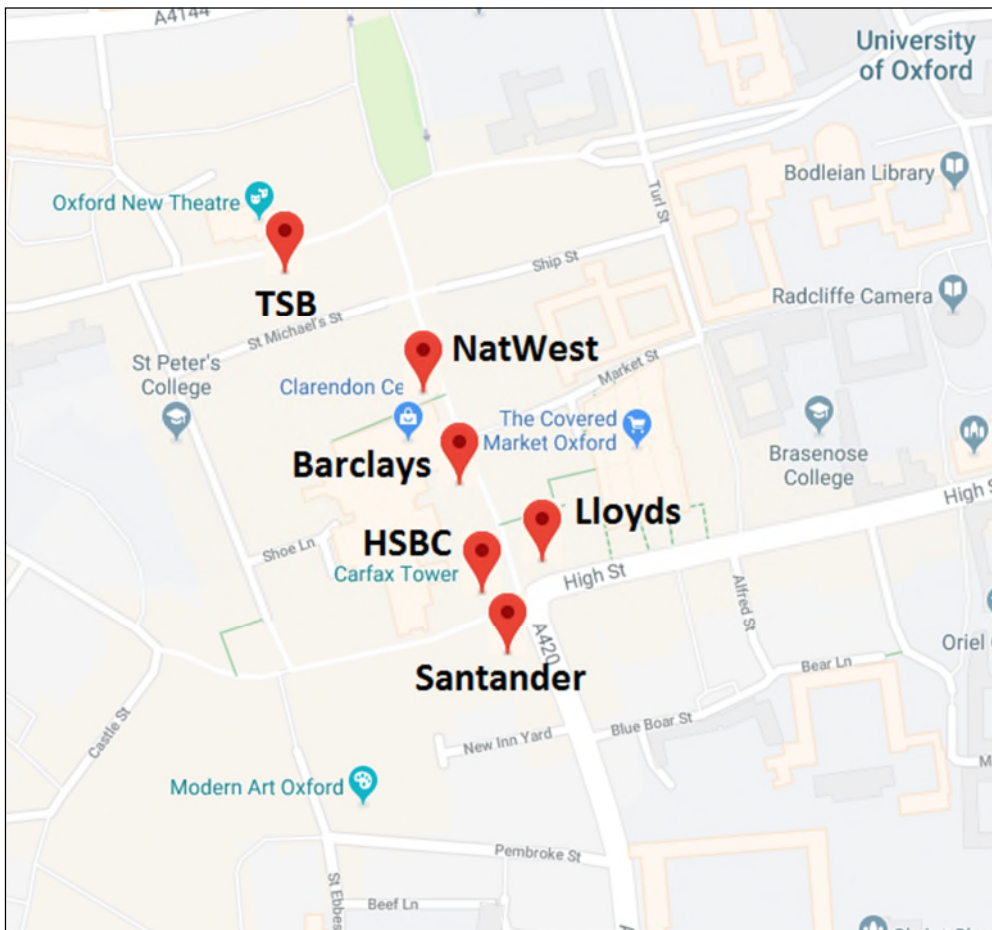 A4144
University
of Oxford
Bodleian Library
Oxford New Theatre
Turl St
TSB
Ship St
Radcliffe Camera
St Michael's St
NatWest
Market St
St Peter's
College
Clarendon Ce
The Covered
Market Oxford
Barclays
Brasenose
College
High S
Lloyds
HSBC
Carfax Tower
Shoe Ln
High St
Alfred St
A420
Santander
Oriel
Bear Ln
Castle St
New Inn Yard
Blue Boar St
Modern Art Oxford
Pembroke St
St Ebbes
Beef Ln